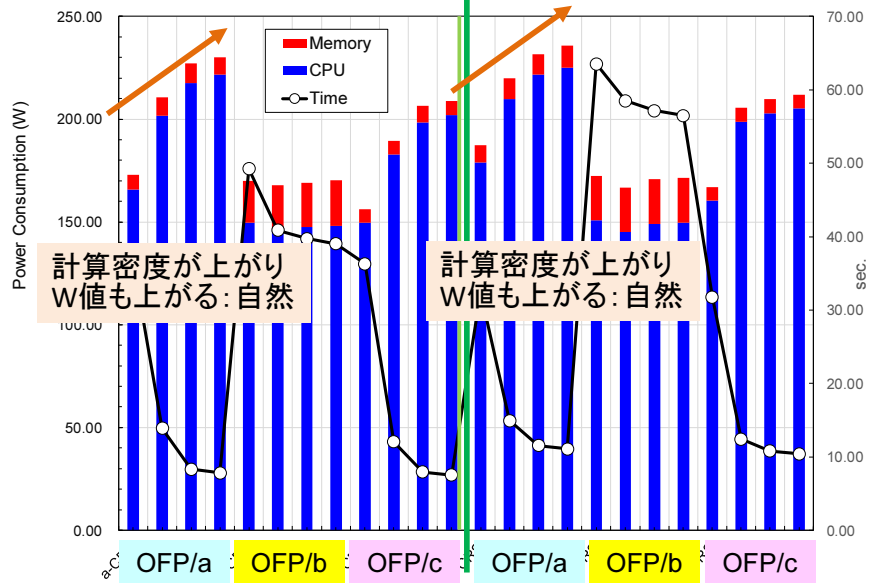 250.00
200.00
150.00
100.00
50.00
0.00
Power Consumption (W)
Memory
CPU
Time
計算密度が上がり
W値も上がる：自然
計算密度が上がり
W値も上がる：自然
70.00
60.00
50.00
40.00
30.00
20.00
10.00
0.00
sec.
OFP/a
OFP/b
OFP/c
OFP/a
OFP/b
OFP/c